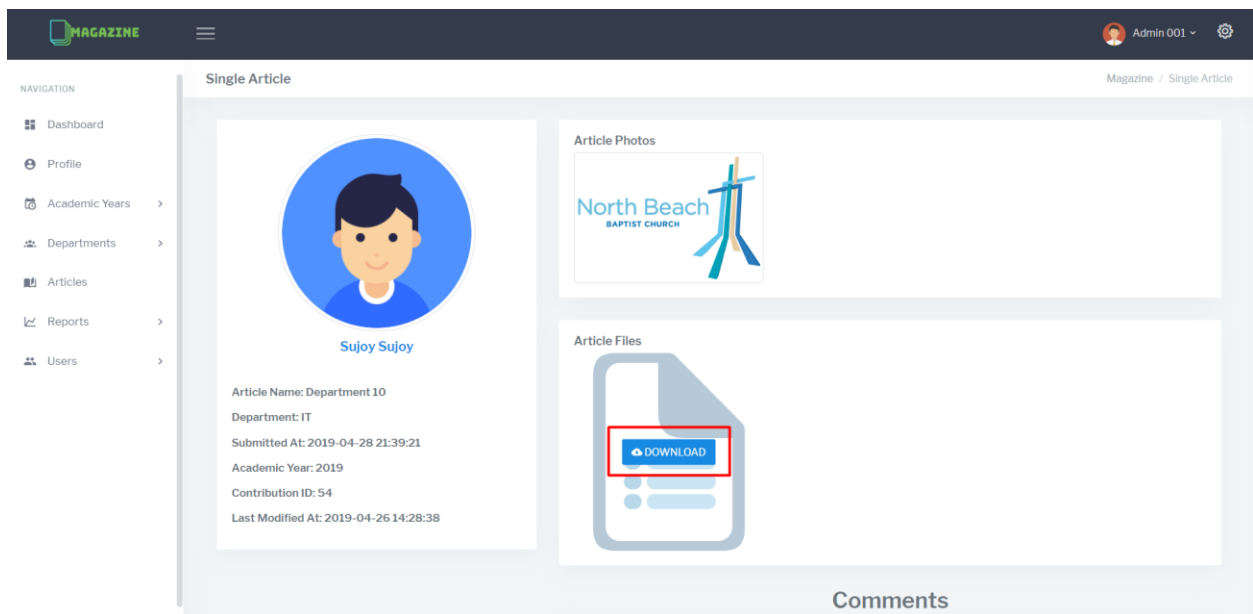 MAGAZINE
Admin 001
NAVIGATION
Dashboard
Profile
Academic Years
Departments
Articles
Reports
Users
Single Article
Magazine / Single Article
Sujoy Sujoy
Article Name: Department 10
Department: IT
Submitted At: 2019-04-28 21:39:21
Academic Year: 2019
Contribution ID: 54
Last Modified At: 2019-04-26 14:28:38
Article Photos
North Beach
BAPTIST CHURCH
Article Files
DOWNLOAD
Comments